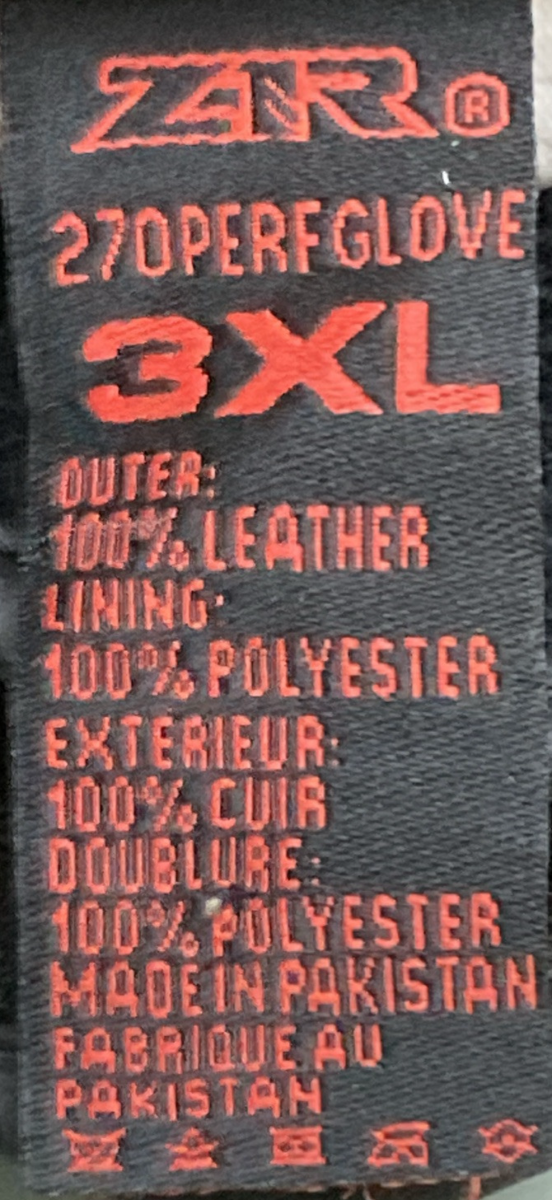 Z1R®
270PERFGLOVE
3XL
OUTER:
100% LEATHER
LINING:
100% POLYESTER
EXTERIEUR:
100% CUIR
DOUBLURE:
100% POLYESTER
MADE IN PAKISTAN
FABRIQUE AU
PAKISTAN